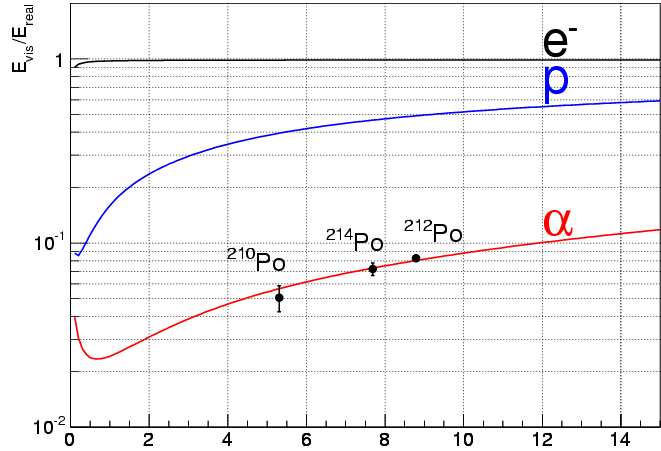 E_vis/E_real
1
e⁻
p
10⁻¹
²¹⁰Po
²¹⁴Po
²¹²Po
α
10⁻²
0 2 4 6 8 10 12 14